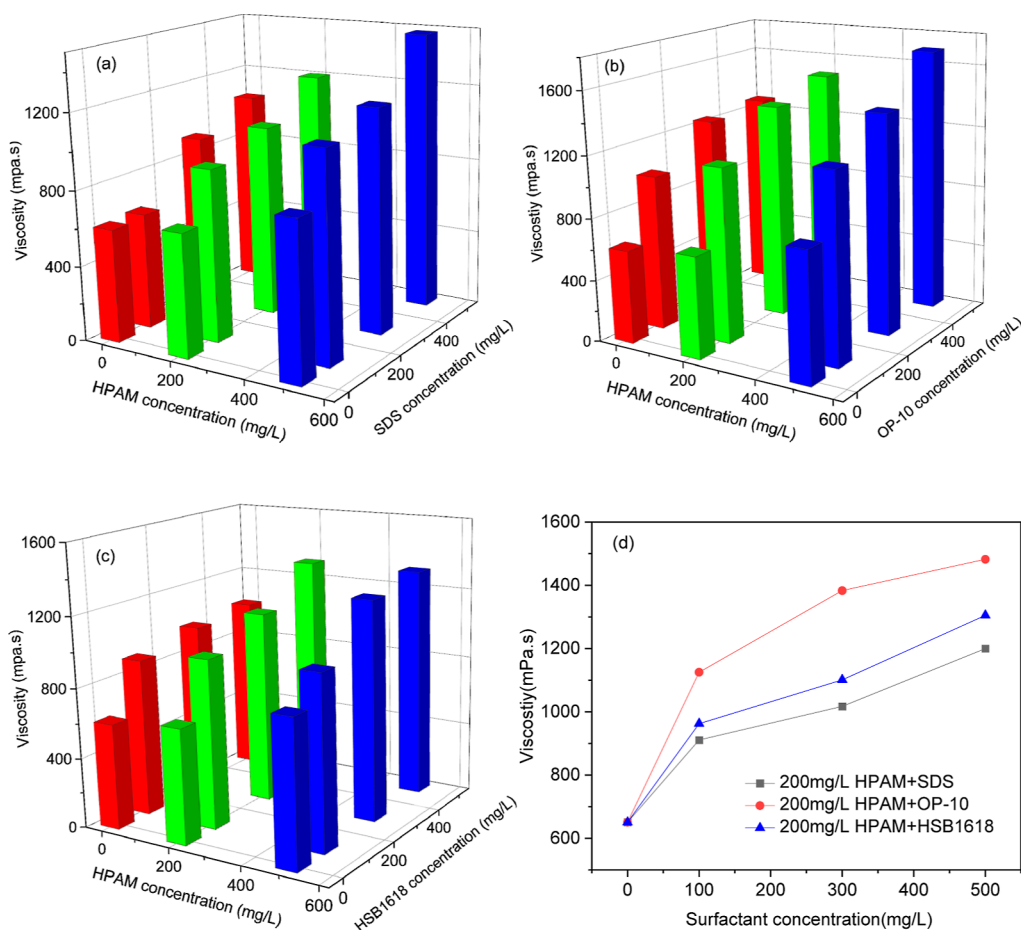 (a)
Viscosity (mpa.s)
1200
800
400
0
0
200
400
600
HPAM concentration (mg/L)
0
200
400
SDS concentration (mg/L)
(b)
Viscostiy (mpa.s)
1600
1200
800
400
0
0
200
400
600
HPAM concentration (mg/L)
0
200
400
OP-10 concentration (mg/L)
(c)
Viscosity (mpa.s)
1600
1200
800
400
0
0
200
400
600
HPAM concentration (mg/L)
0
200
400
HSB1618 concentration (mg/L)
(d)
Viscostiy(mPa.s)
1600
1400
1200
1000
800
600
200mg/L HPAM+SDS
200mg/L HPAM+OP-10
200mg/L HPAM+HSB1618
0
100
200
300
400
500
Surfactant concentration(mg/L)